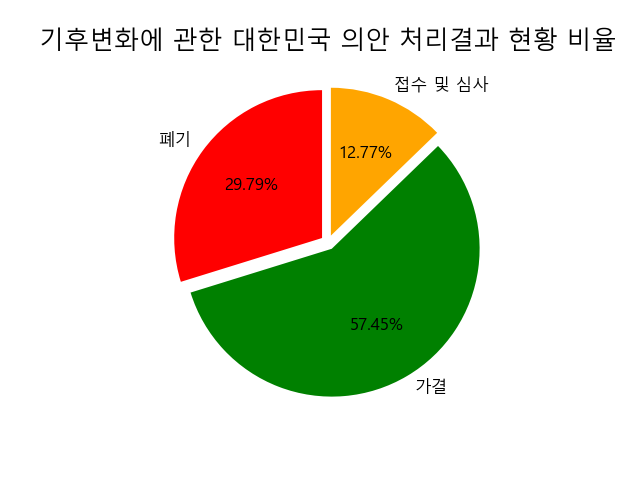 기후변화에 관한 대한민국 의안 처리결과 현황 비율
접수 및 심사
폐기
12.77%
29.79%
57.45%
가결